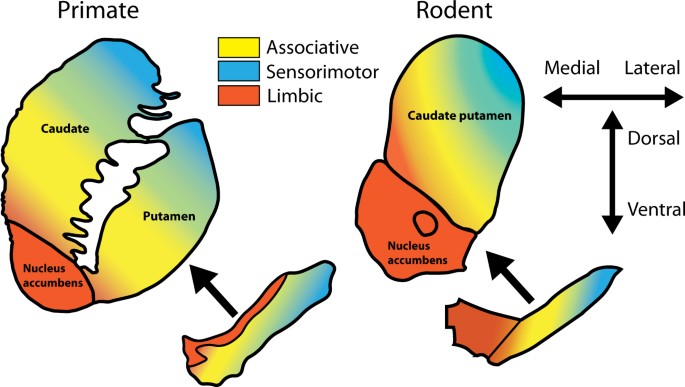 Primate
Rodent
Associative
Sensorimotor
Limbic
Medial Lateral
Dorsal
Ventral
Caudate
Putamen
Nucleus
accumbens
Caudate putamen
Nucleus
accumbens